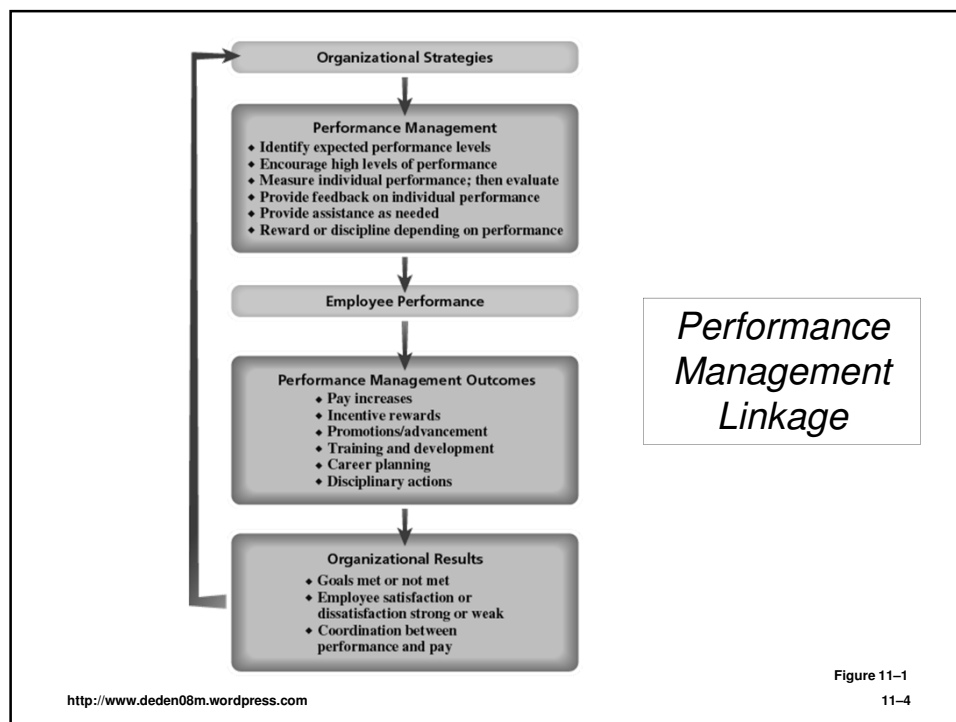 Organizational Strategies
Performance Management
◆ Identify expected performance levels
◆ Encourage high levels of performance
◆ Measure individual performance; then evaluate
◆ Provide feedback on individual performance
◆ Provide assistance as needed
◆ Reward or discipline depending on performance
Employee Performance
Performance Management Outcomes
◆ Pay increases
◆ Incentive rewards
◆ Promotions/advancement
◆ Training and development
◆ Career planning
◆ Disciplinary actions
Organizational Results
◆ Goals met or not met
◆ Employee satisfaction or
dissatisfaction strong or weak
◆ Coordination between
performance and pay
Performance
Management
Linkage
Figure 11–1
http://www.deden08m.wordpress.com
11–4